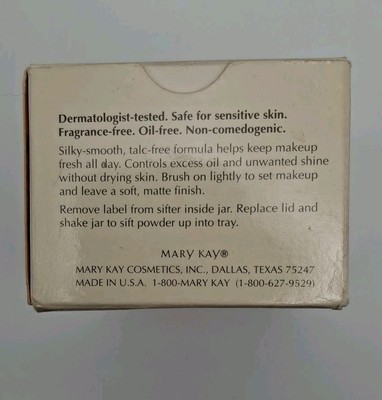 Dermatologist-tested. Safe for sensitive skin.
Fragrance-free. Oil-free. Non-comedogenic.
Silky-smooth, talc-free formula helps keep makeup
fresh all day. Controls excess oil and unwanted shine
without drying skin. Brush on lightly to set makeup
and leave a soft, matte finish.
Remove label from sifter inside jar. Replace lid and
shake jar to sift powder up into tray.
MARY KAY®
MARY KAY COSMETICS, INC., DALLAS, TEXAS 75247
MADE IN U.S.A. 1-800-MARY KAY (1-800-627-9529)